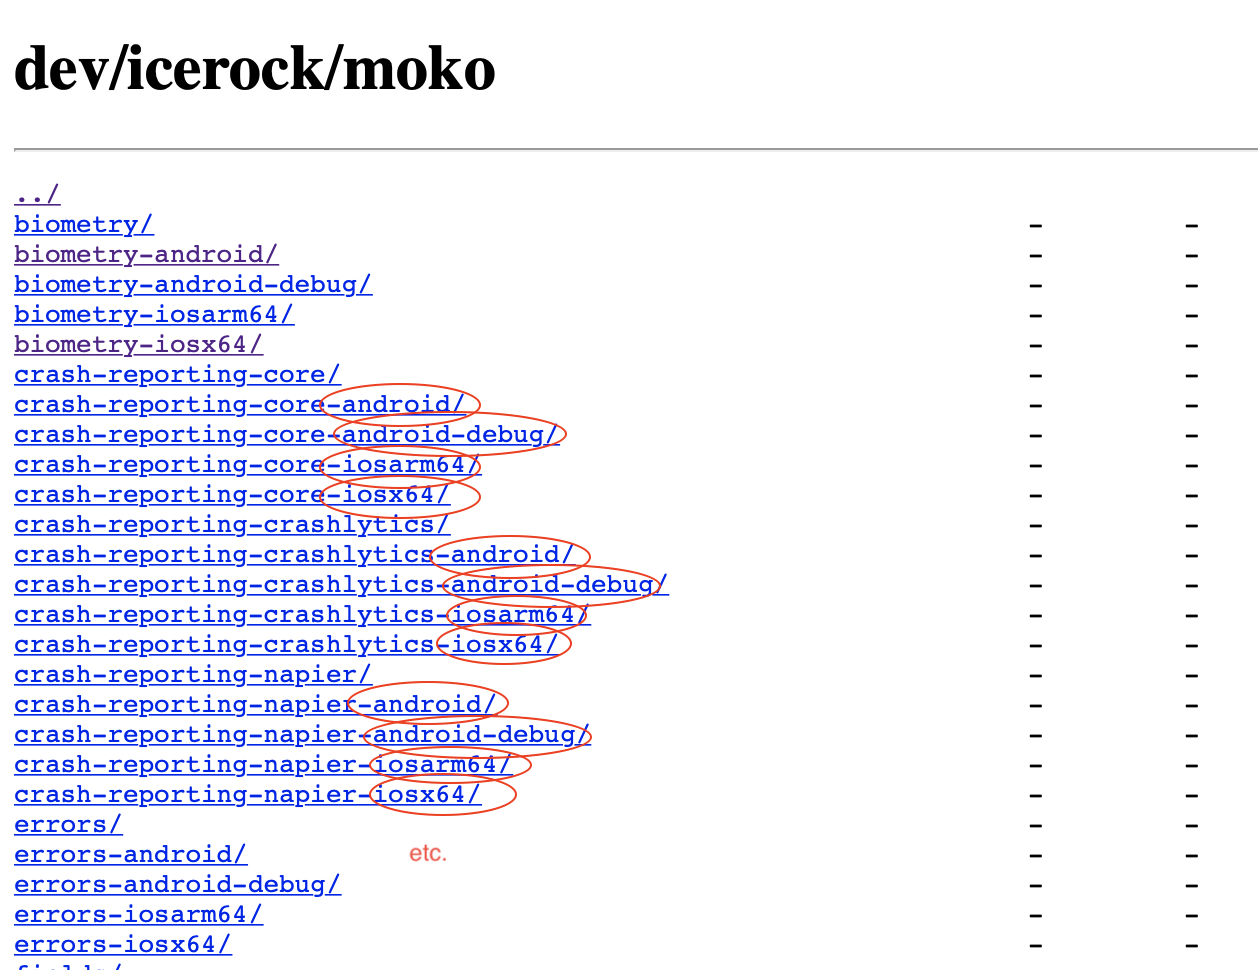 dev/icerock/moko
../
biometry/ - -
biometry-android/ - -
biometry-android-debug/ - -
biometry-iosarm64/ - -
biometry-iosx64/ - -
crash-reporting-core/ - -
crash-reporting-core-android/ - -
crash-reporting-core-android-debug/ - -
crash-reporting-core-iosarm64/ - -
crash-reporting-core-iosx64/ - -
crash-reporting-crashlytics/ - -
crash-reporting-crashlytics-android/ - -
crash-reporting-crashlytics-android-debug/ - -
crash-reporting-crashlytics-iosarm64/ - -
crash-reporting-crashlytics-iosx64/ - -
crash-reporting-napier/ - -
crash-reporting-napier-android/ - -
crash-reporting-napier-android-debug/ - -
crash-reporting-napier-iosarm64/ - -
crash-reporting-napier-iosx64/ - -
errors/ - -
errors-android/ etc. - -
errors-android-debug/ - -
errors-iosarm64/ - -
errors-iosx64/ - -